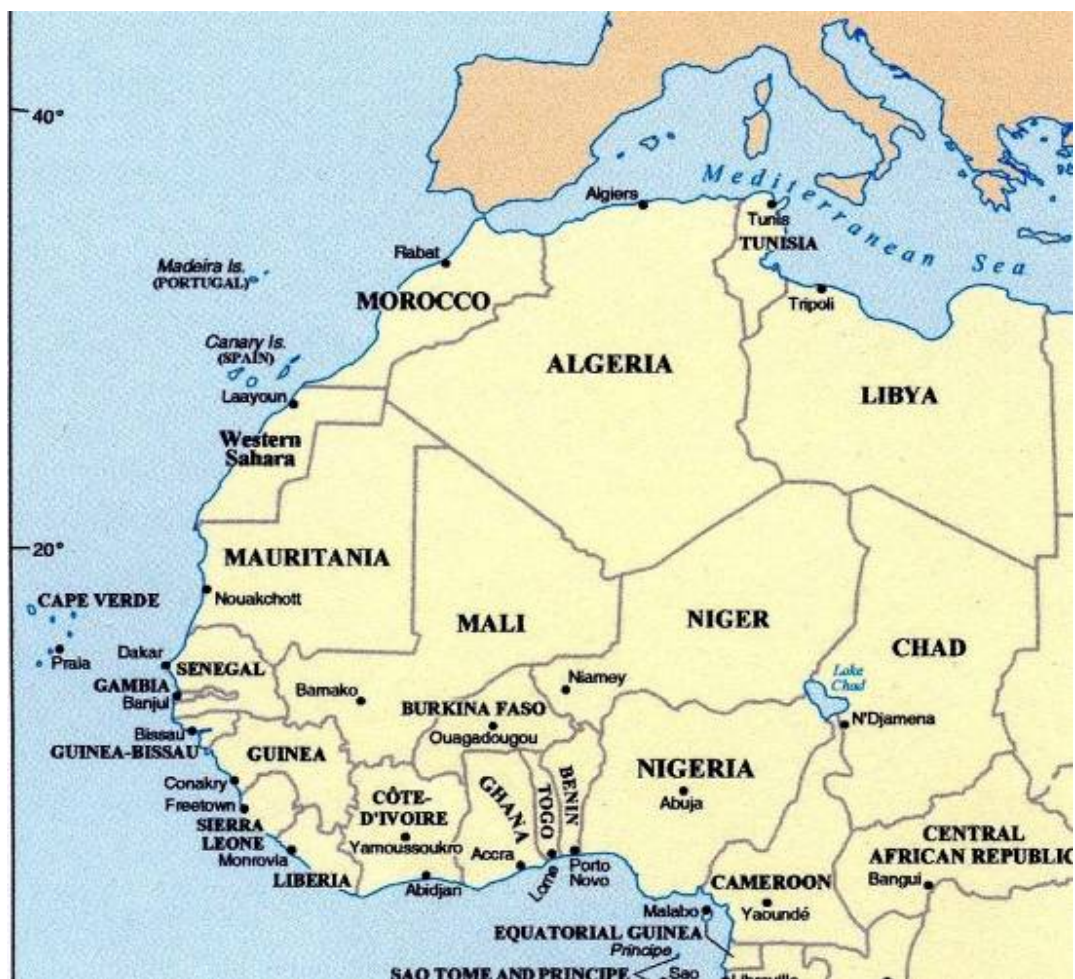 40°
Mediterranean Sea
Algiers
Tunis
TUNISIA
Rabat
Madeira Is.
(PORTUGAL)
MOROCCO
Tripoli
Canary Is.
(SPAIN)
ALGERIA
LIBYA
Laayoun
Western
Sahara
20°
MAURITANIA
CAPE VERDE
Nouakchott
MALI
NIGER
CHAD
Praia
Dakar
SENEGAL
Niamey
Lake
Chad
GAMBIA
Banjul
Bamako
BURKINA FASO
N'Djamena
Bissau
Ouagadougou
GUINEA-BISSAU
GUINEA
NIGERIA
Conakry
CÔTE-
D'IVOIRE
GHANA
TOGO
BENIN
Abuja
Freetown
SIERRA
LEONE
Yamoussoukro
CENTRAL
AFRICAN REPUBLIC
Monrovia
Accra
Lome
Porto
Novo
LIBERIA
Abidjan
CAMEROON
Bangui
Malabo
Yaoundé
EQUATORIAL GUINEA
Principe
SAO TOME AND PRINCIPE
Sao
Libreville